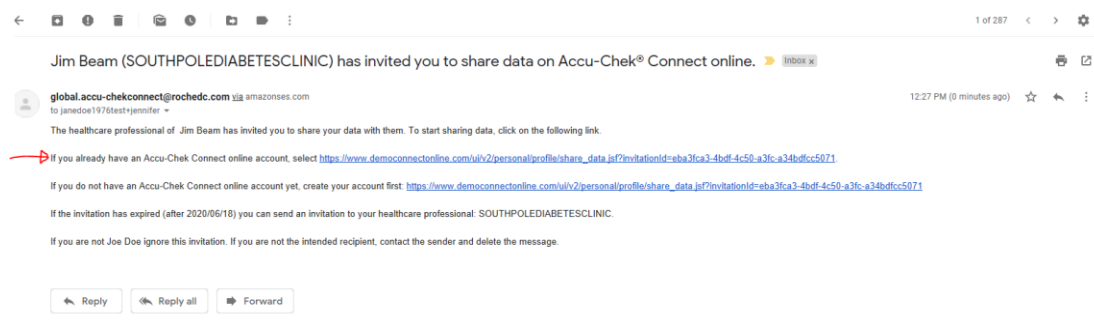 1 of 287
Jim Beam (SOUTHPOLEDIABETESCLINIC) has invited you to share data on Accu-Chek® Connect online. Inbox x
global.accu-chekconnect@rochedc.com via amazonses.com 12:27 PM (0 minutes ago)
to janedoe1976test+jennifer
The healthcare professional of Jim Beam has invited you to share your data with them. To start sharing data, click on the following link.
If you already have an Accu-Chek Connect online account, select https://www.democonnectonline.com/ui/v2/personal/profile/share_data.jsf?invitationId=eba3fca3-4bdf-4c50-a3fc-a34bdfcc5071.
If you do not have an Accu-Chek Connect online account yet, create your account first: https://www.democonnectonline.com/ui/v2/personal/profile/share_data.jsf?invitationId=eba3fca3-4bdf-4c50-a3fc-a34bdfcc5071
If the invitation has expired (after 2020/06/18) you can send an invitation to your healthcare professional: SOUTHPOLEDIABETESCLINIC.
If you are not Joe Doe ignore this invitation. If you are not the intended recipient, contact the sender and delete the message.
Reply Reply all Forward